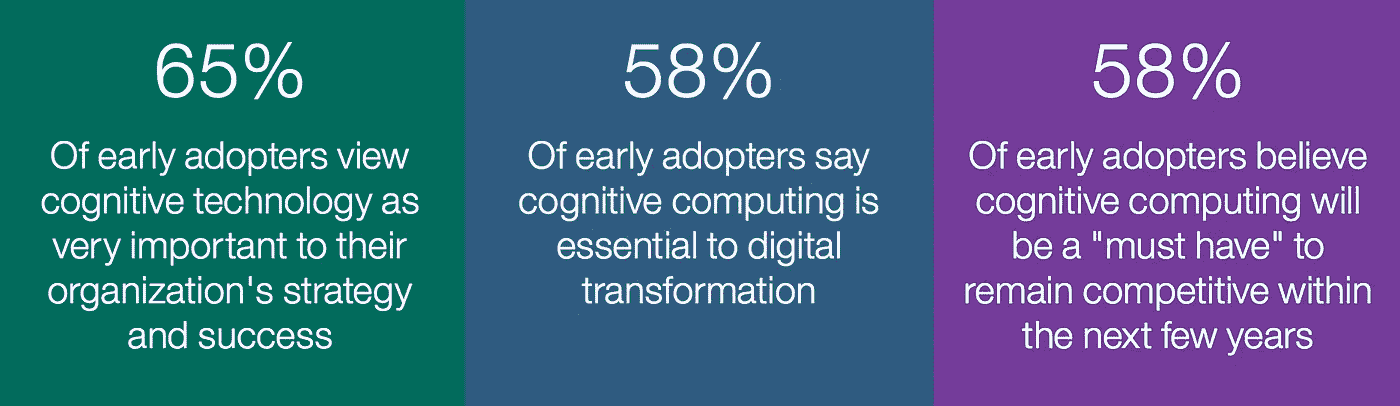 65%
Of early adopters view
cognitive technology as
very important to their
organization's strategy
and success
58%
Of early adopters say
cognitive computing is
essential to digital
transformation
58%
Of early adopters believe
cognitive computing will
be a "must have" to
remain competitive within
the next few years